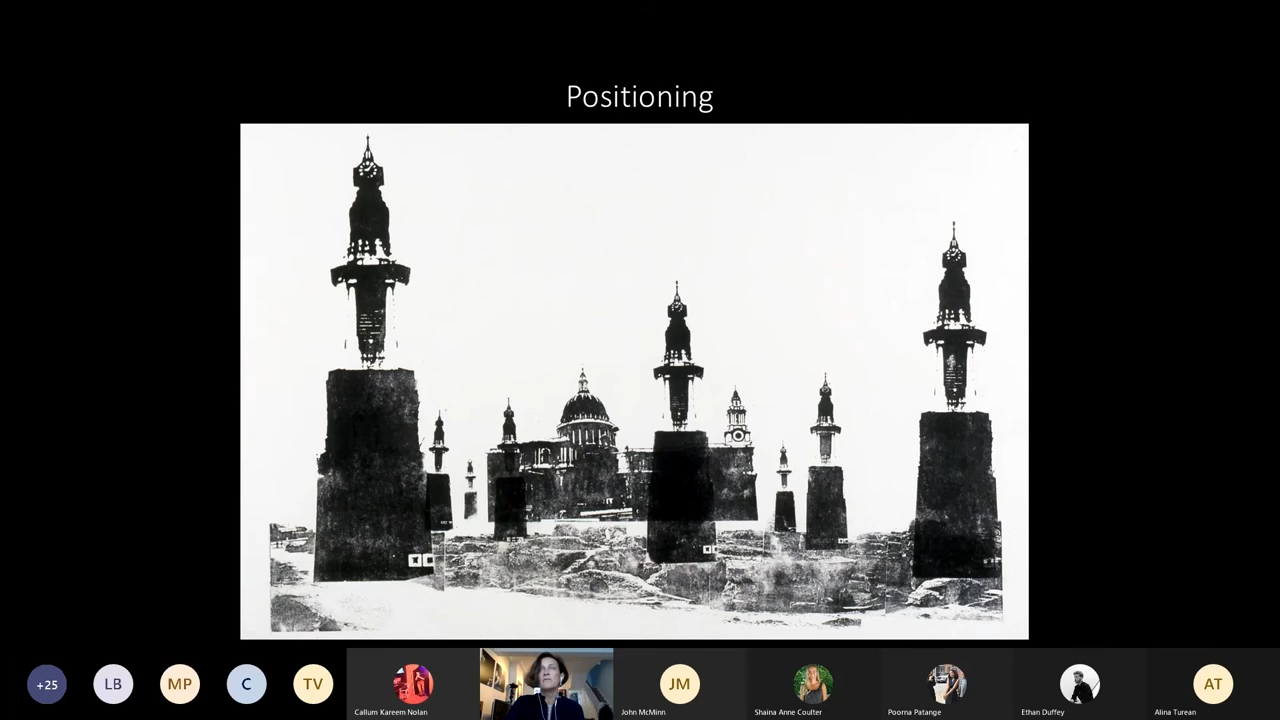 Positioning
+25
LB
MP
C
TV
Callum Kareem Nolan
JM
John McMinn
Shaina Anne Coulter
Poorna Patange
Ethan Duffey
AT
Alina Turean